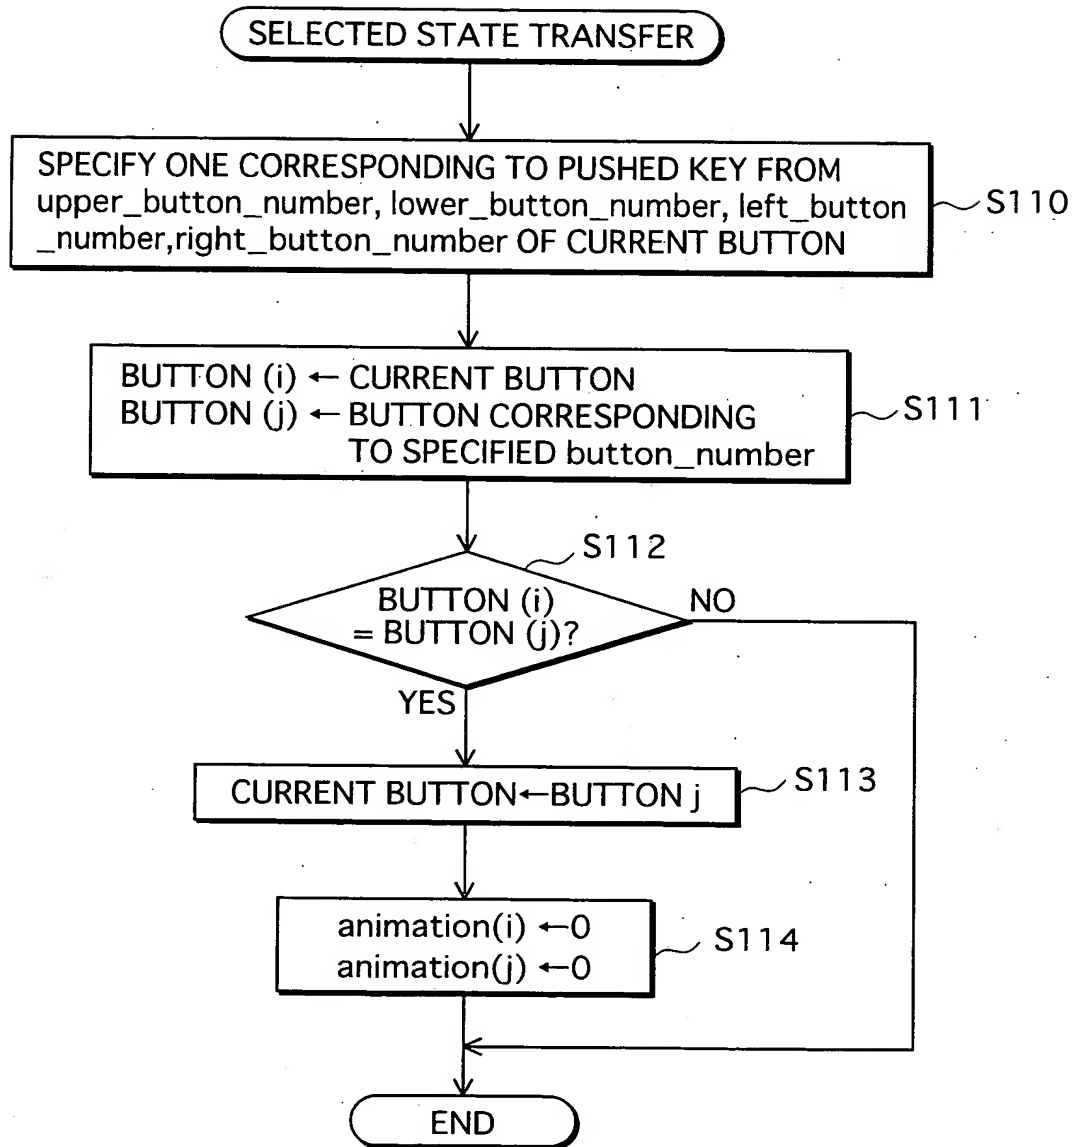 SELECTED STATE TRANSFER
SPECIFY ONE CORRESPONDING TO PUSHED KEY FROM
upper_button_number, lower_button_number, left_button
_number,right_button_number OF CURRENT BUTTON
S110
BUTTON (i) ← CURRENT BUTTON
BUTTON (j) ← BUTTON CORRESPONDING
TO SPECIFIED button_number
S111
S112
BUTTON (i)
= BUTTON (j)?
NO
YES
CURRENT BUTTON←BUTTON j
S113
animation(i) ←0
animation(j) ←0
S114
END